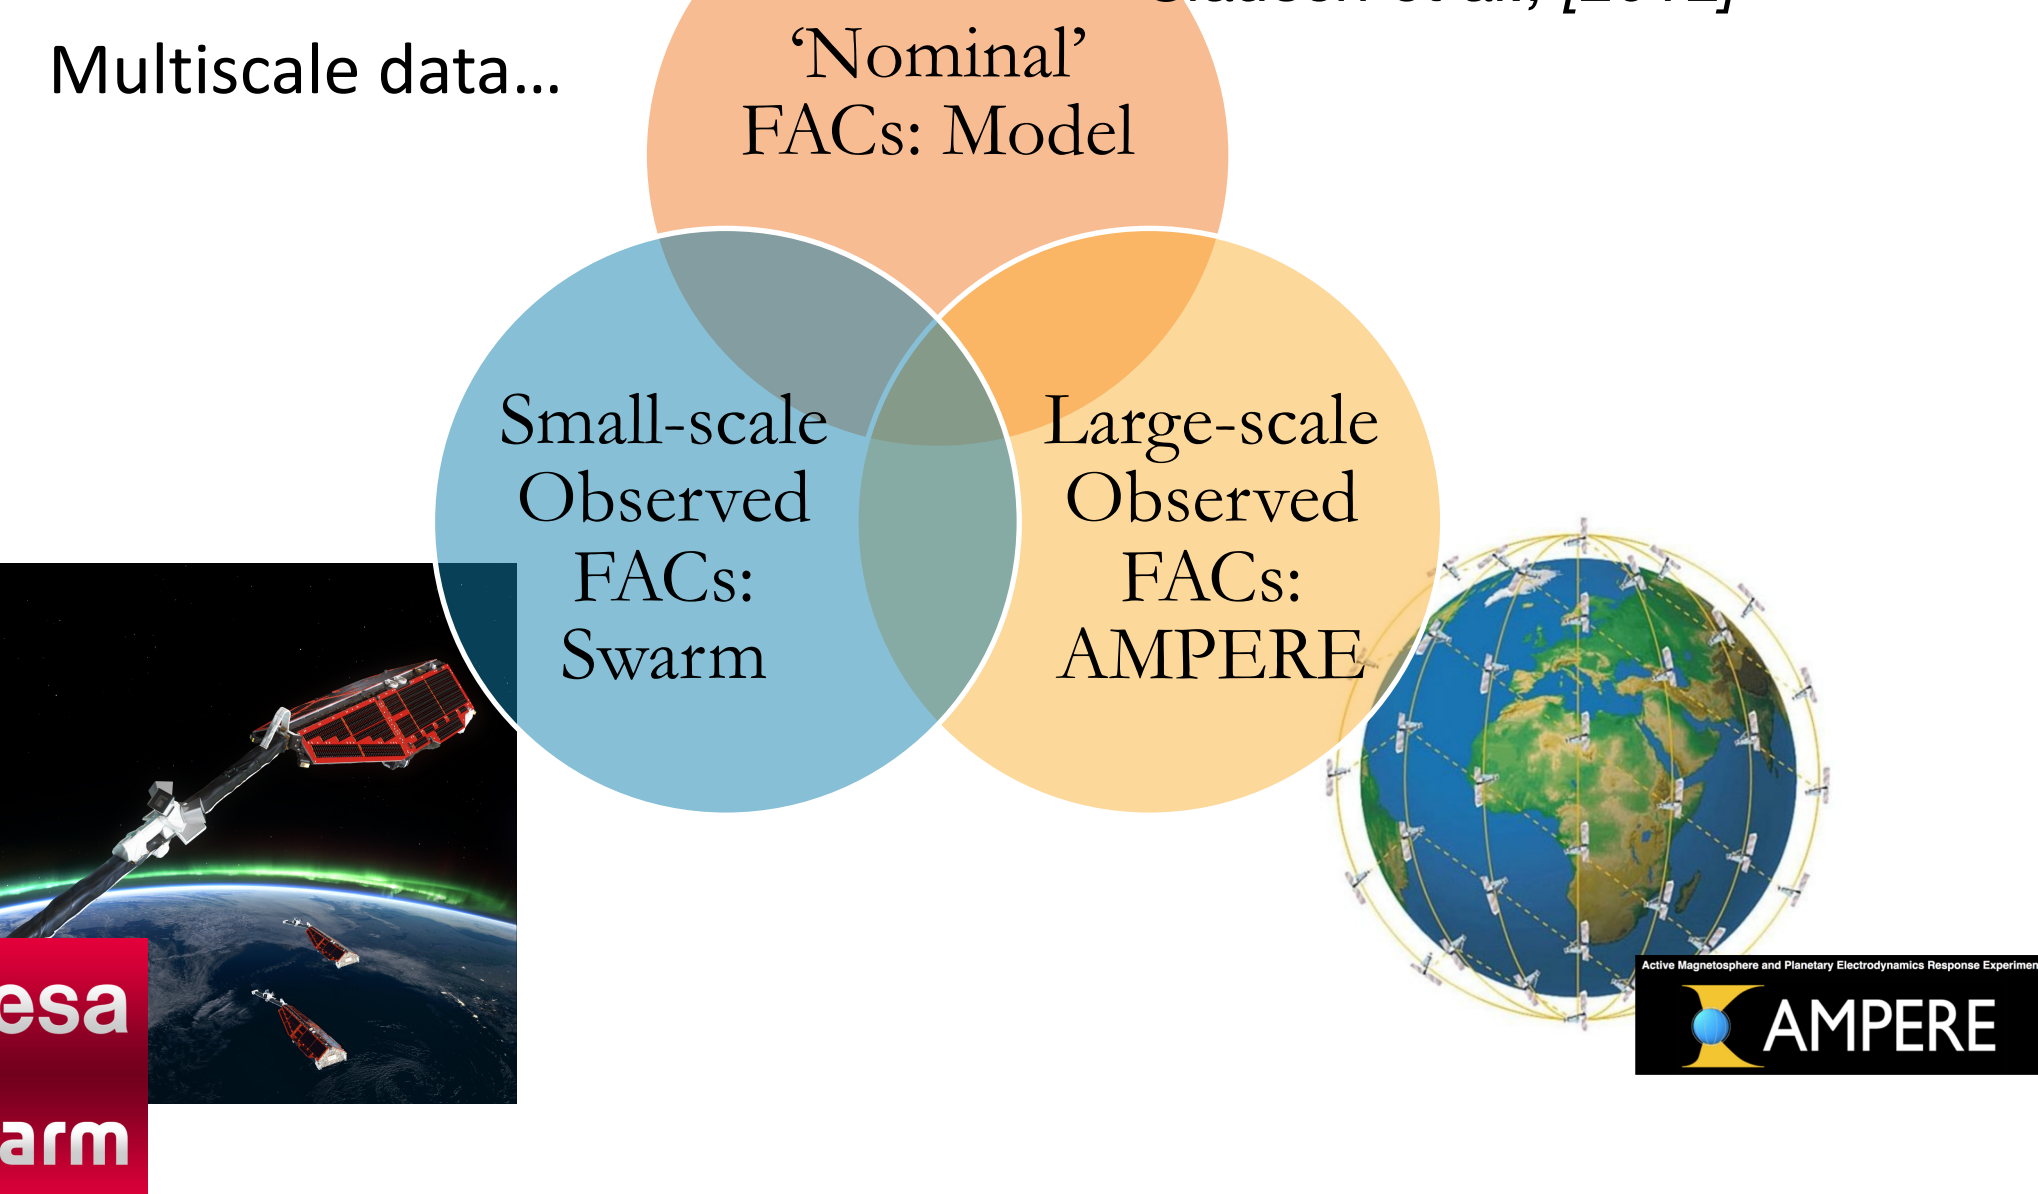 Multiscale data...
‘Nominal’
FACs: Model
Small-scale
Observed
FACs:
Swarm
Large-scale
Observed
FACs:
AMPERE
esa
arm
Active Magnetosphere and Planetary Electrodynamics Response Experimen
AMPERE